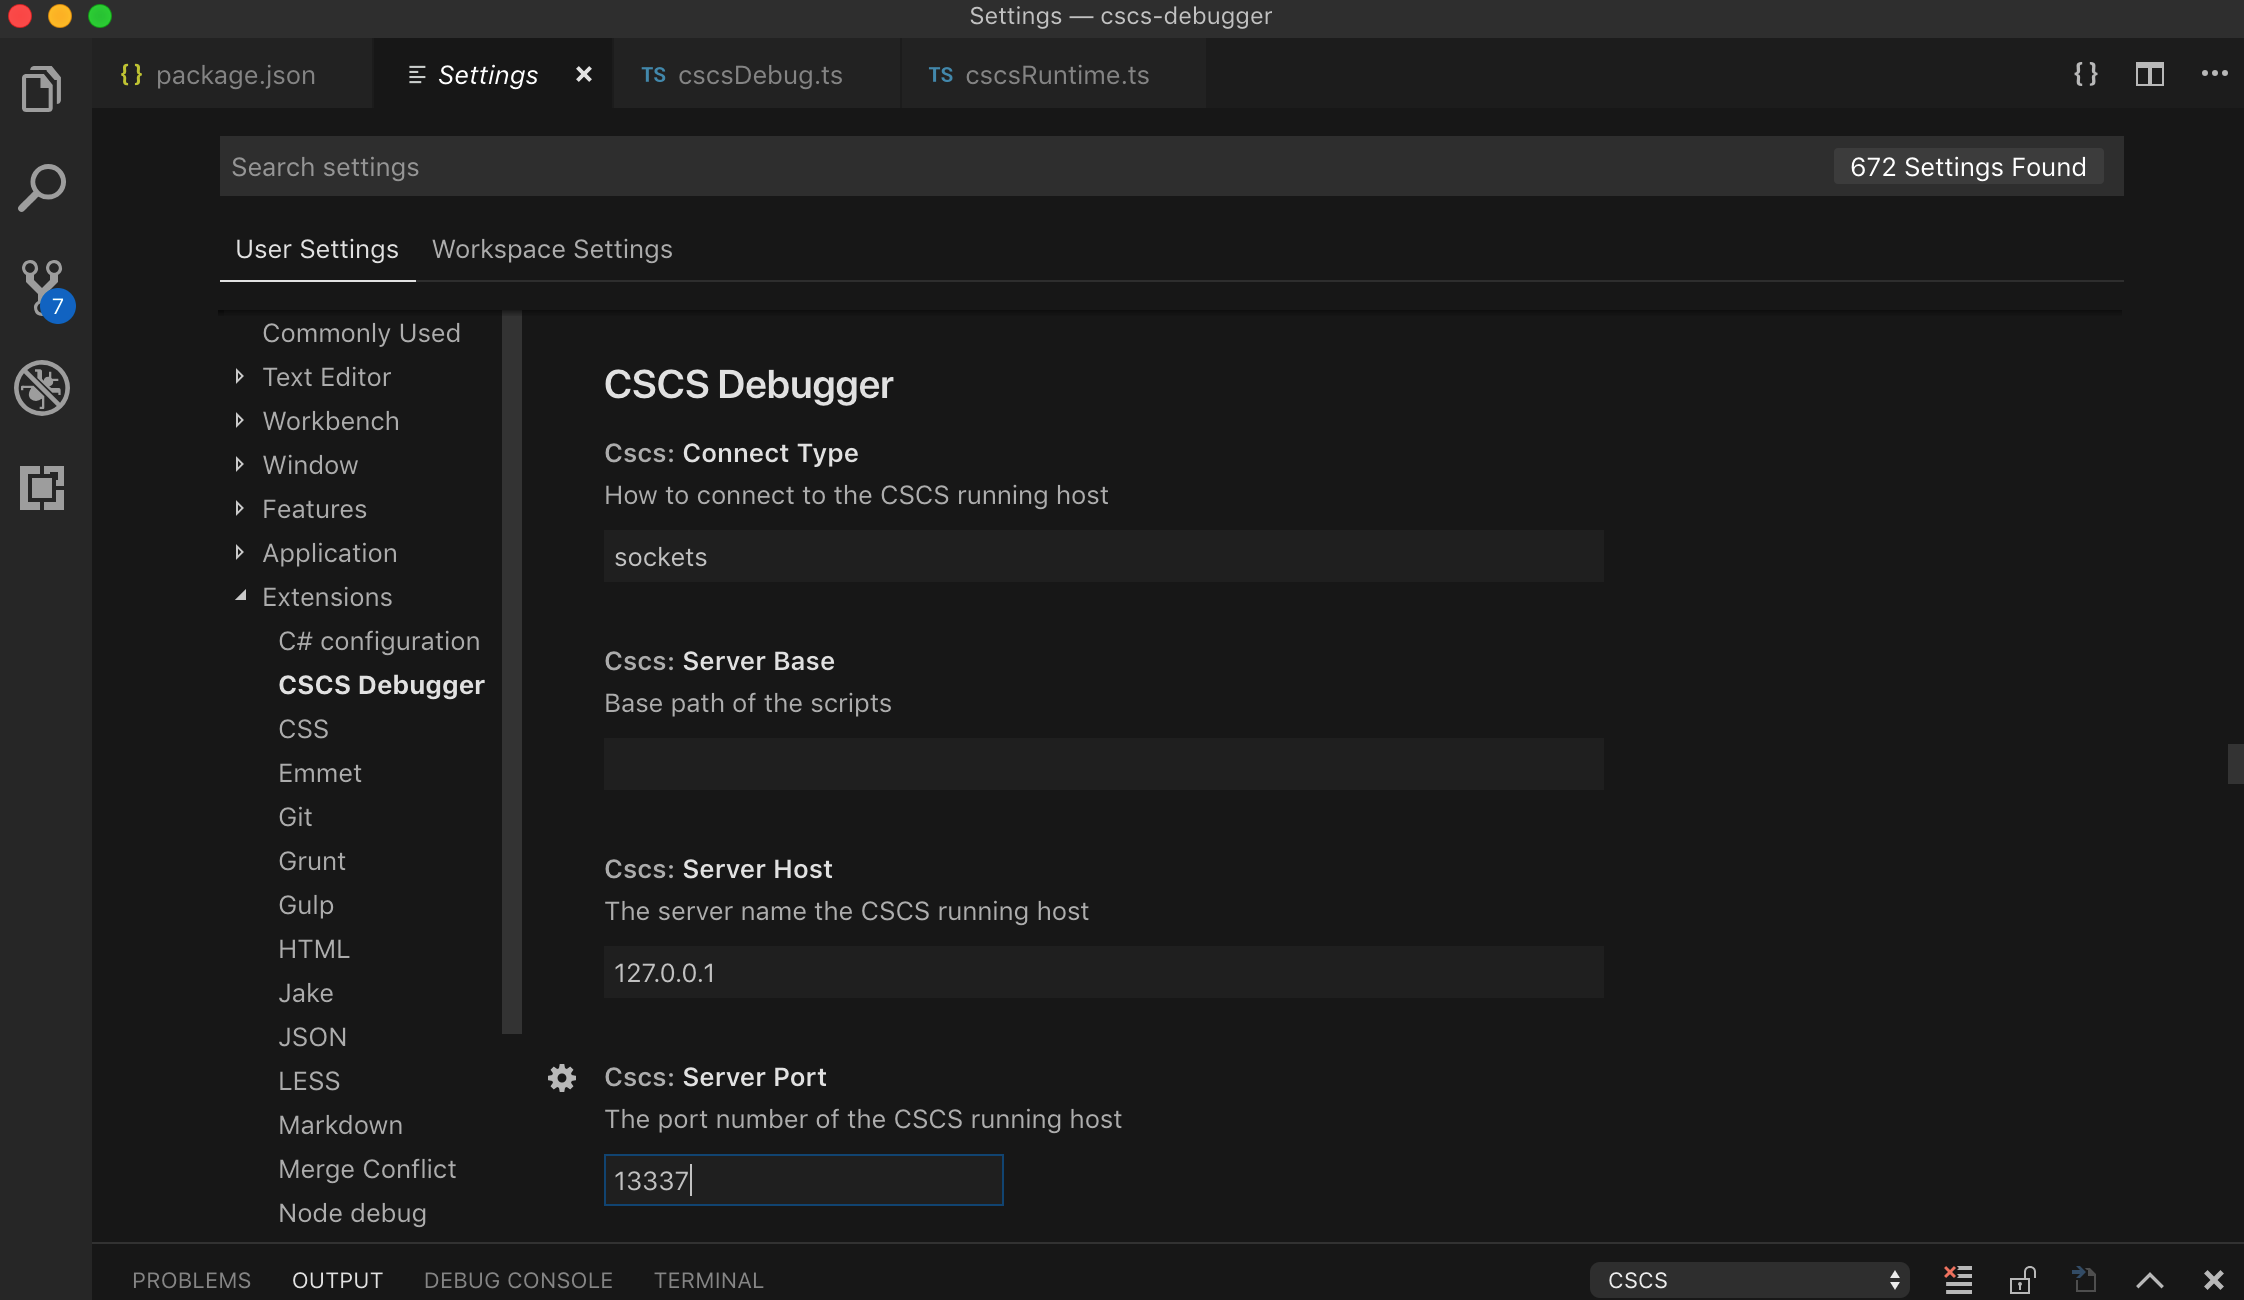 Settings — cscs-debugger
{} package.json
Settings
TS cscsDebug.ts
TS cscsRuntime.ts
{ }
Search settings
672 Settings Found
User Settings
Workspace Settings
7
Commonly Used
Text Editor
Workbench
Window
Features
Application
Extensions
C# configuration
CSCS Debugger
CSS
Emmet
Git
Grunt
Gulp
HTML
Jake
JSON
LESS
Markdown
Merge Conflict
Node debug
CSCS Debugger
Cscs: Connect Type
How to connect to the CSCS running host
sockets
Cscs: Server Base
Base path of the scripts
Cscs: Server Host
The server name the CSCS running host
127.0.0.1
Cscs: Server Port
The port number of the CSCS running host
13337
PROBLEMS
OUTPUT
DEBUG CONSOLE
TERMINAL
CSCS